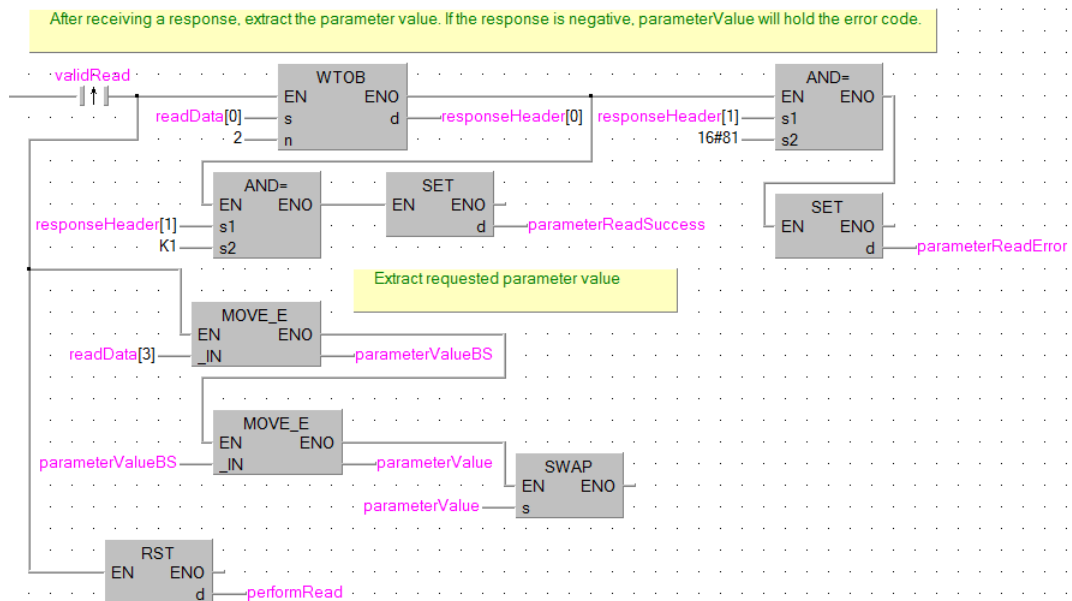 After receiving a response, extract the parameter value. If the response is negative, parameterValue will hold the error code.
validRead
WTOB
EN ENO
readData[0] s d responseHeader[0]
2 n
AND=
EN ENO
responseHeader[1] s1
16#81 s2
AND=
EN ENO
responseHeader[1] s1
K1 s2
SET
EN ENO
d parameterReadSuccess
SET
EN ENO
d parameterReadError
Extract requested parameter value
MOVE_E
EN ENO
readData[3] _IN parameterValueBS
MOVE_E
EN ENO
parameterValueBS _IN parameterValue
SWAP
EN ENO
parameterValue s
RST
EN ENO
d performRead